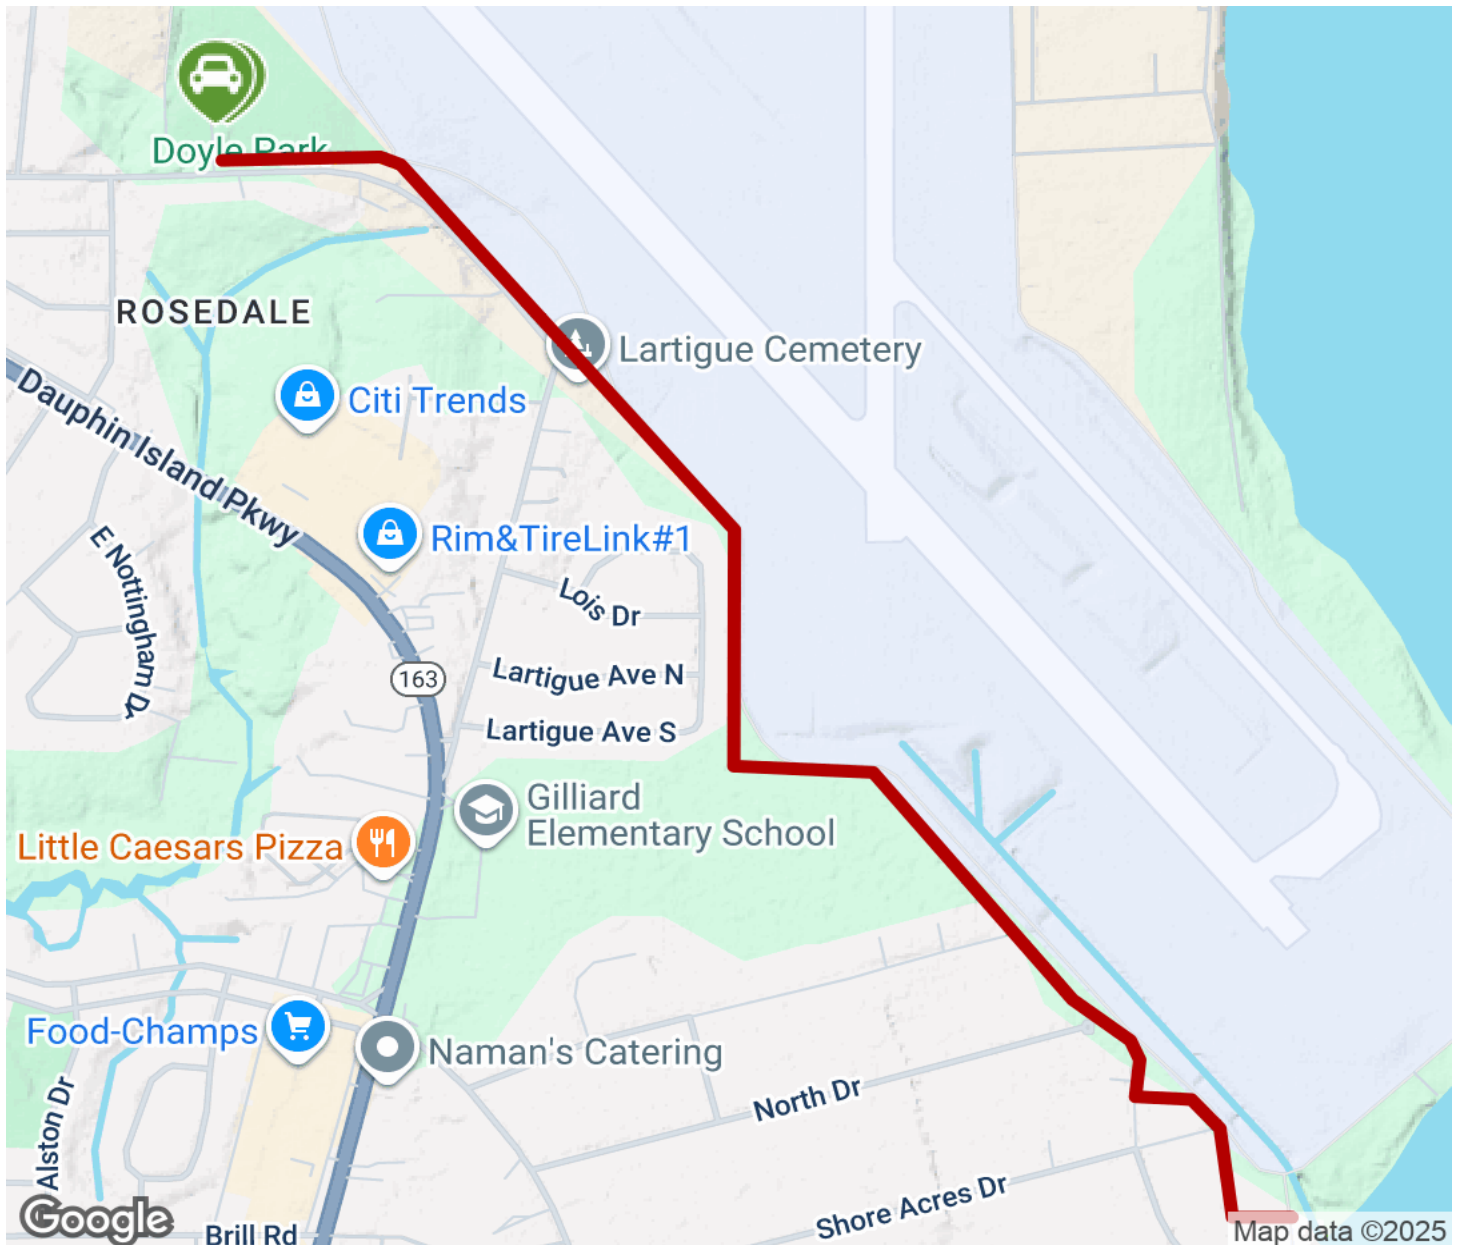 Doyle Park
ROSEDALE
Lartigue Cemetery
Citi Trends
Dauphin Island Pkwy
Rim&TireLink#1
E Nottingham Dr
Lois Dr
163
Lartigue Ave N
Lartigue Ave S
Gilliard
Elementary School
Little Caesars Pizza
Food-Champs
Naman's Catering
North Dr
Alston Dr
Shore Acres Dr
Google
Brill Rd
Map data ©2025